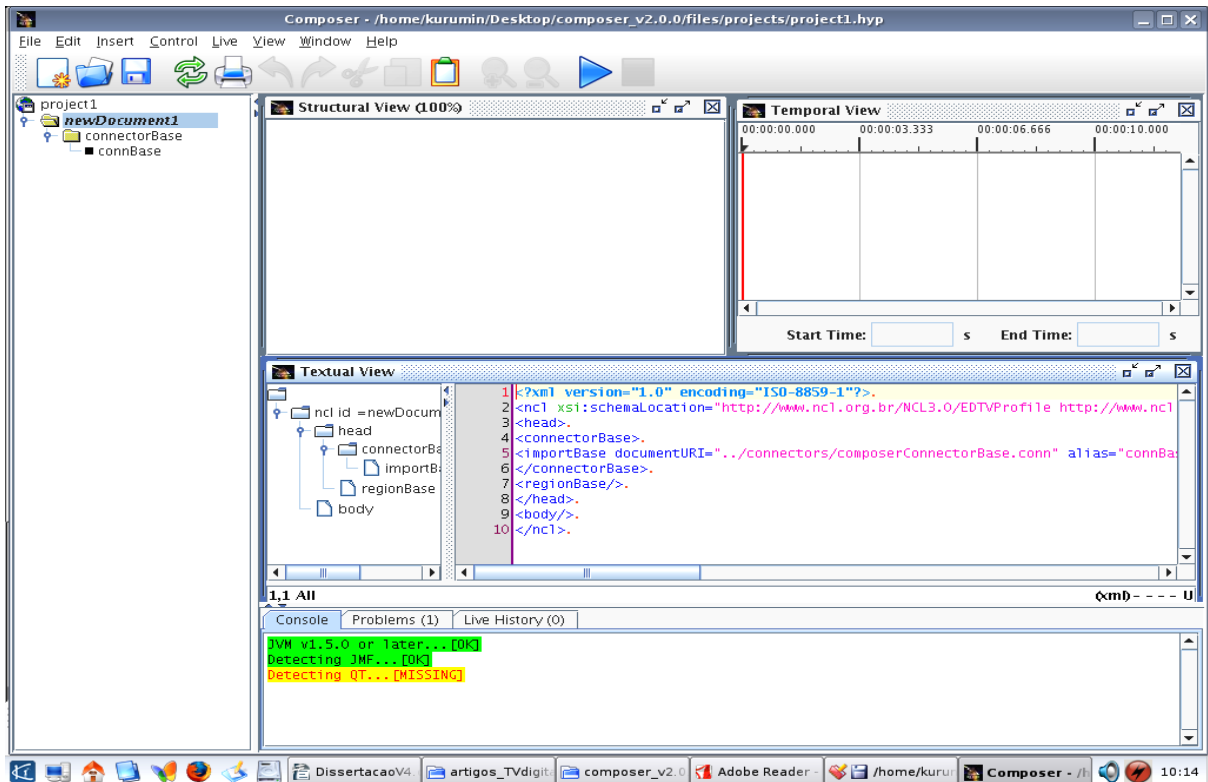 Composer - /home/kurumin/Desktop/composer_v2.0.0/files/projects/project1.hyp
File Edit Insert Control Live View Window Help
project1
newDocument1
connectorBase
connBase
Structural View (100%)
Temporal View
00:00:00.000 00:00:03.333 00:00:06.666 00:00:10.000
Start Time: s End Time: s
Textual View
ncl id =newDocum
head
connectorBa
importB
regionBase
body
1 <?xml version="1.0" encoding="ISO-8859-1"?>.
2 <ncl xsi:schemaLocation="http://www.ncl.org.br/NCL3.0/EDTVProfile http://www.ncl
3 <head>.
4 <connectorBase>.
5 <importBase documentURI="../connectors/composerConnectorBase.conn" alias="connBa
6 </connectorBase>.
7 <regionBase/>.
8 </head>.
9 <body/>.
10 </ncl>.
1,1 All (xml)- - - - U
Console Problems (1) Live History (0)
JVM v1.5.0 or later...[OK]
Detecting JMF...[OK]
Detecting QT...[MISSING]
DissertacaoV4. artigos_TVdigit composer_v2.0 Adobe Reader - /home/kuru Composer - /h 10:14